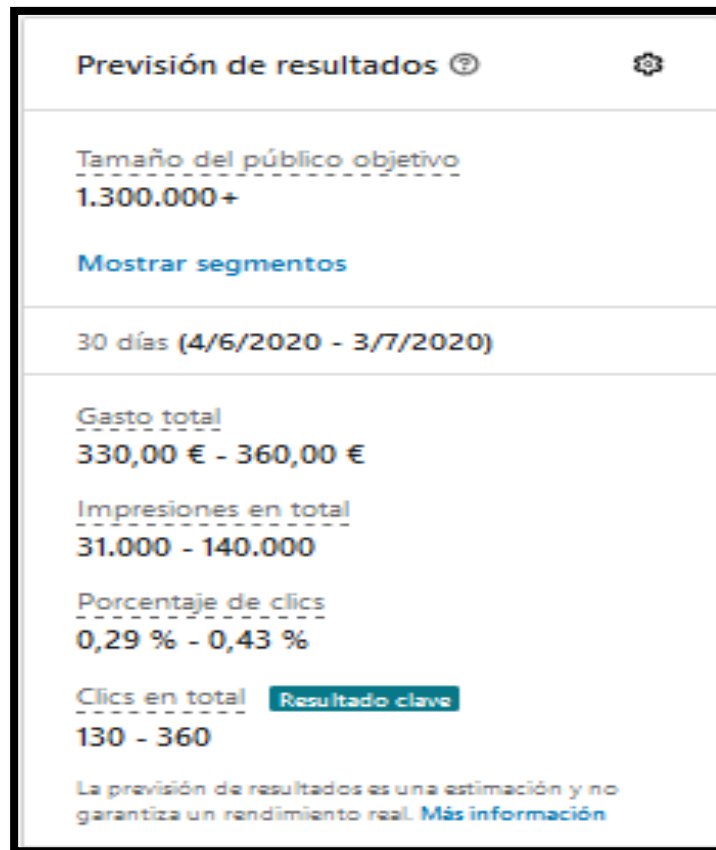 Previsión de resultados
Tamaño del público objetivo
1.300.000+
Mostrar segmentos
30 días (4/6/2020 - 3/7/2020)
Gasto total
330,00 € - 360,00 €
Impresiones en total
31.000 - 140.000
Porcentaje de clics
0,29 % - 0,43 %
Clics en total Resultado clave
130 - 360
La previsión de resultados es una estimación y no
garantiza un rendimiento real. Más información